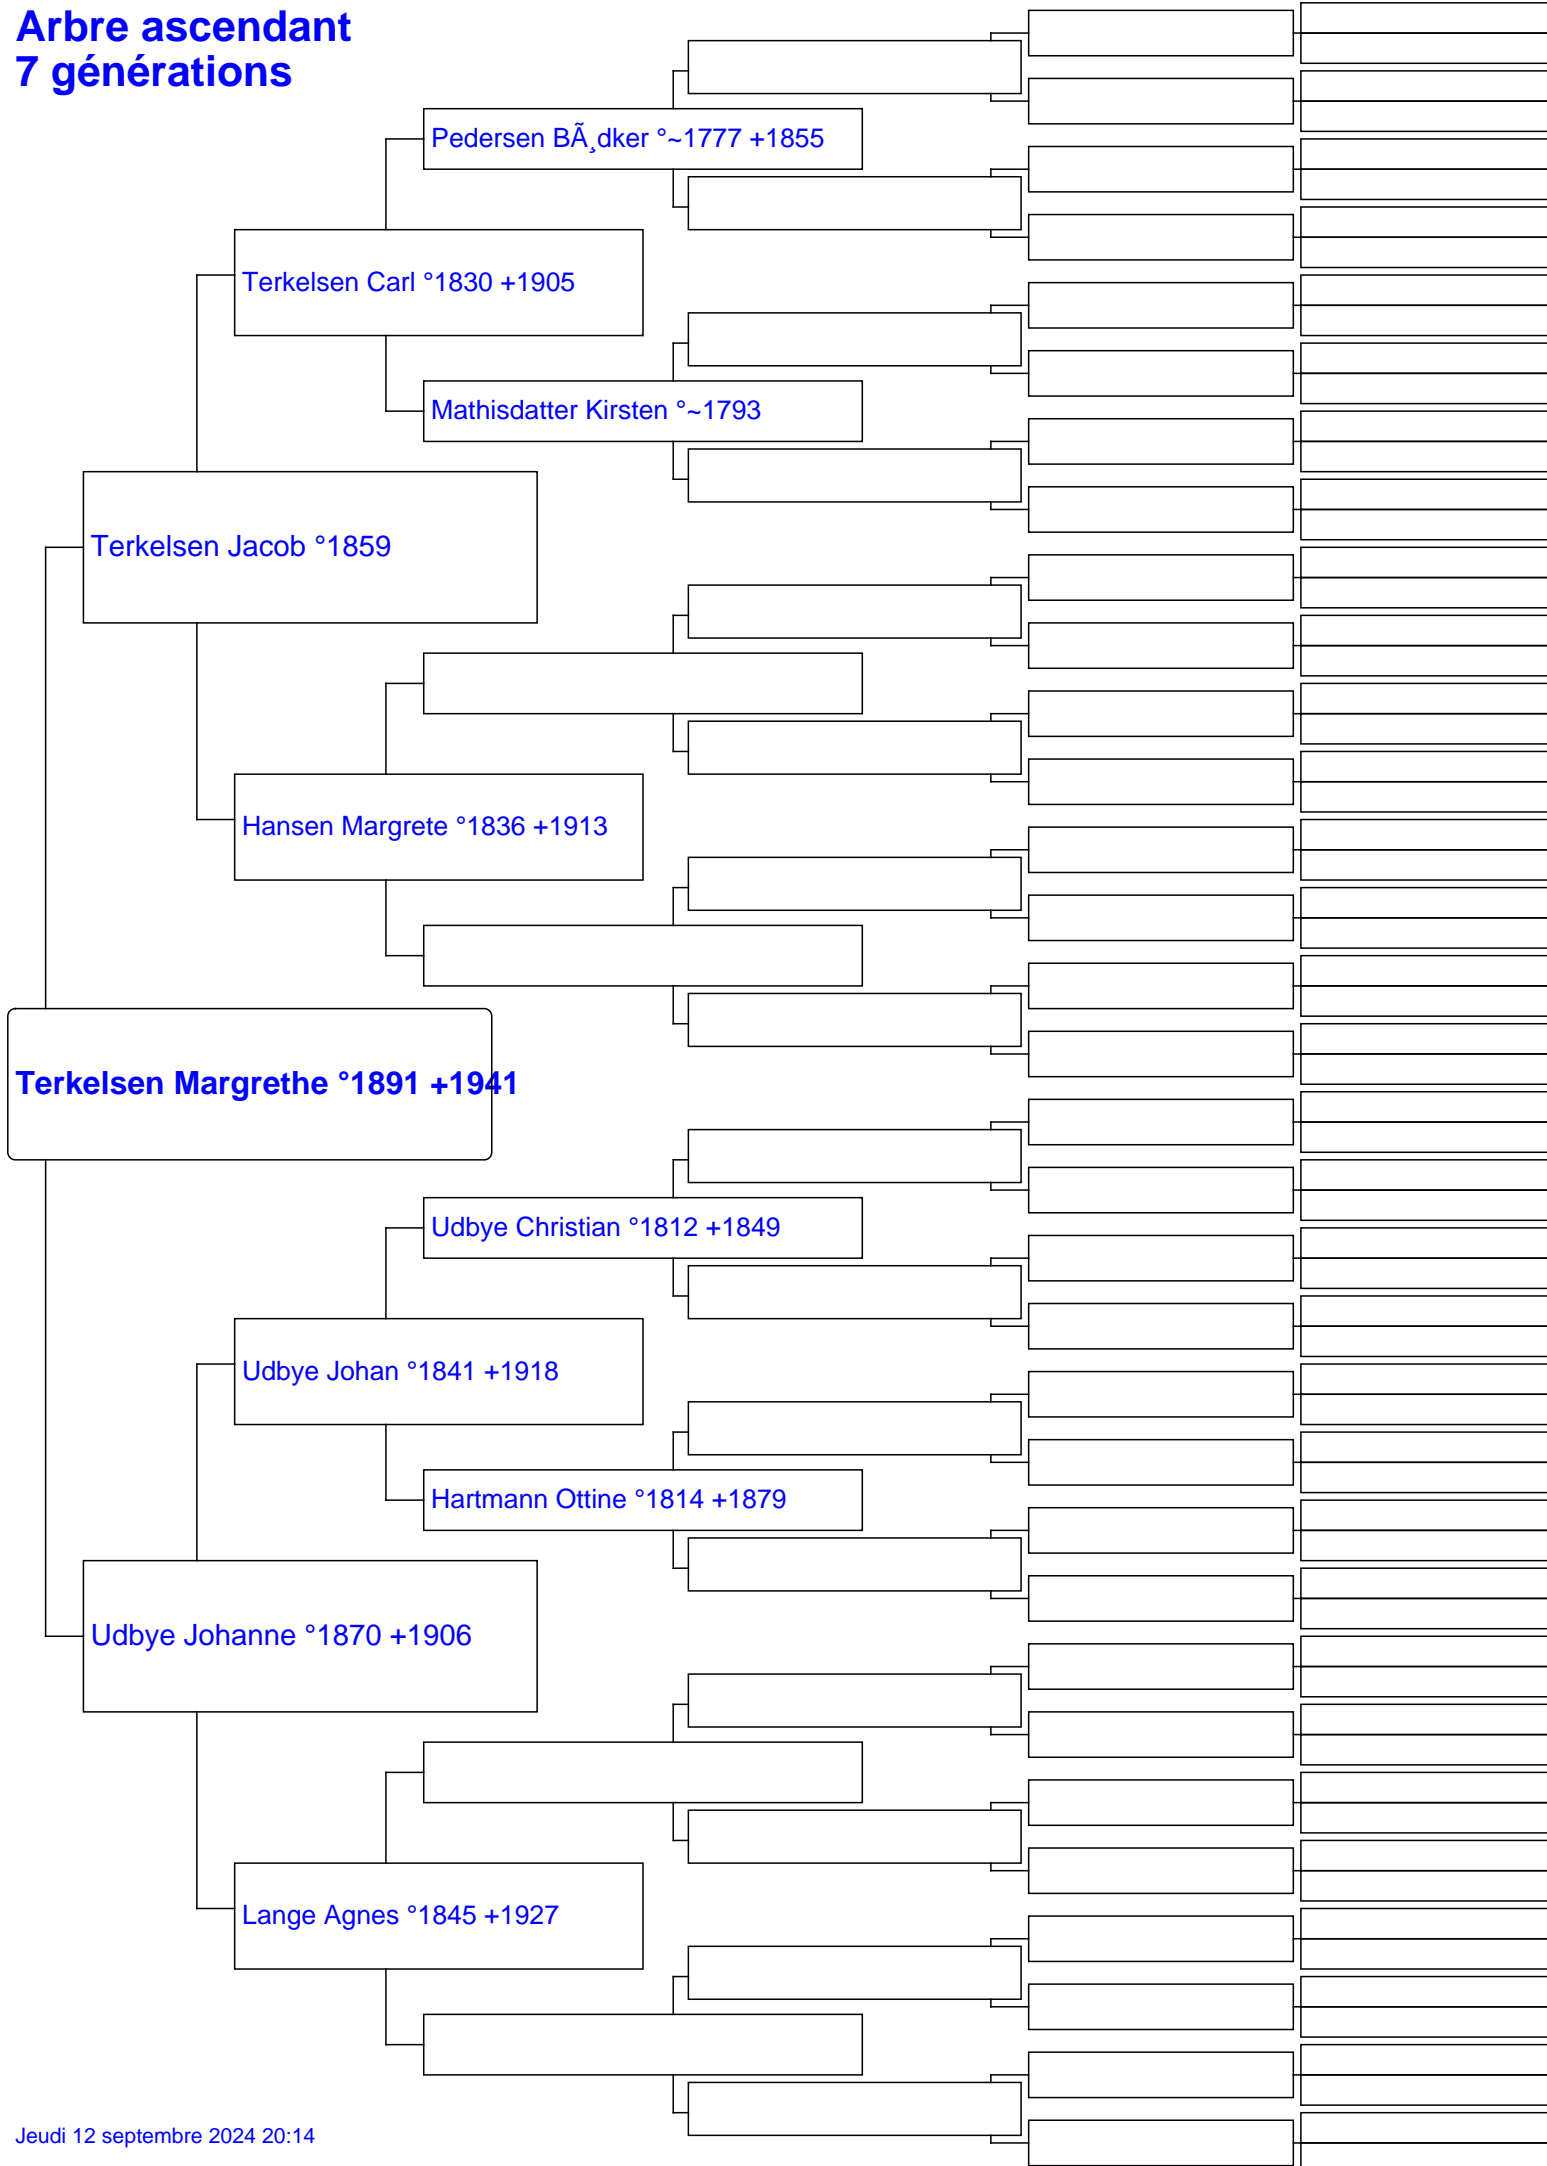 Arbre ascendant
7 générations
Pedersen BÃ¸dker °~1777 +1855
Terkelsen Carl °1830 +1905
Mathisdatter Kirsten °~1793
Terkelsen Jacob °1859
Hansen Margrete °1836 +1913
Terkelsen Margrethe °1891 +1941
Udbye Christian °1812 +1849
Udbye Johan °1841 +1918
Hartmann Ottine °1814 +1879
Udbye Johanne °1870 +1906
Lange Agnes °1845 +1927
Jeudi 12 septembre 2024 20:14